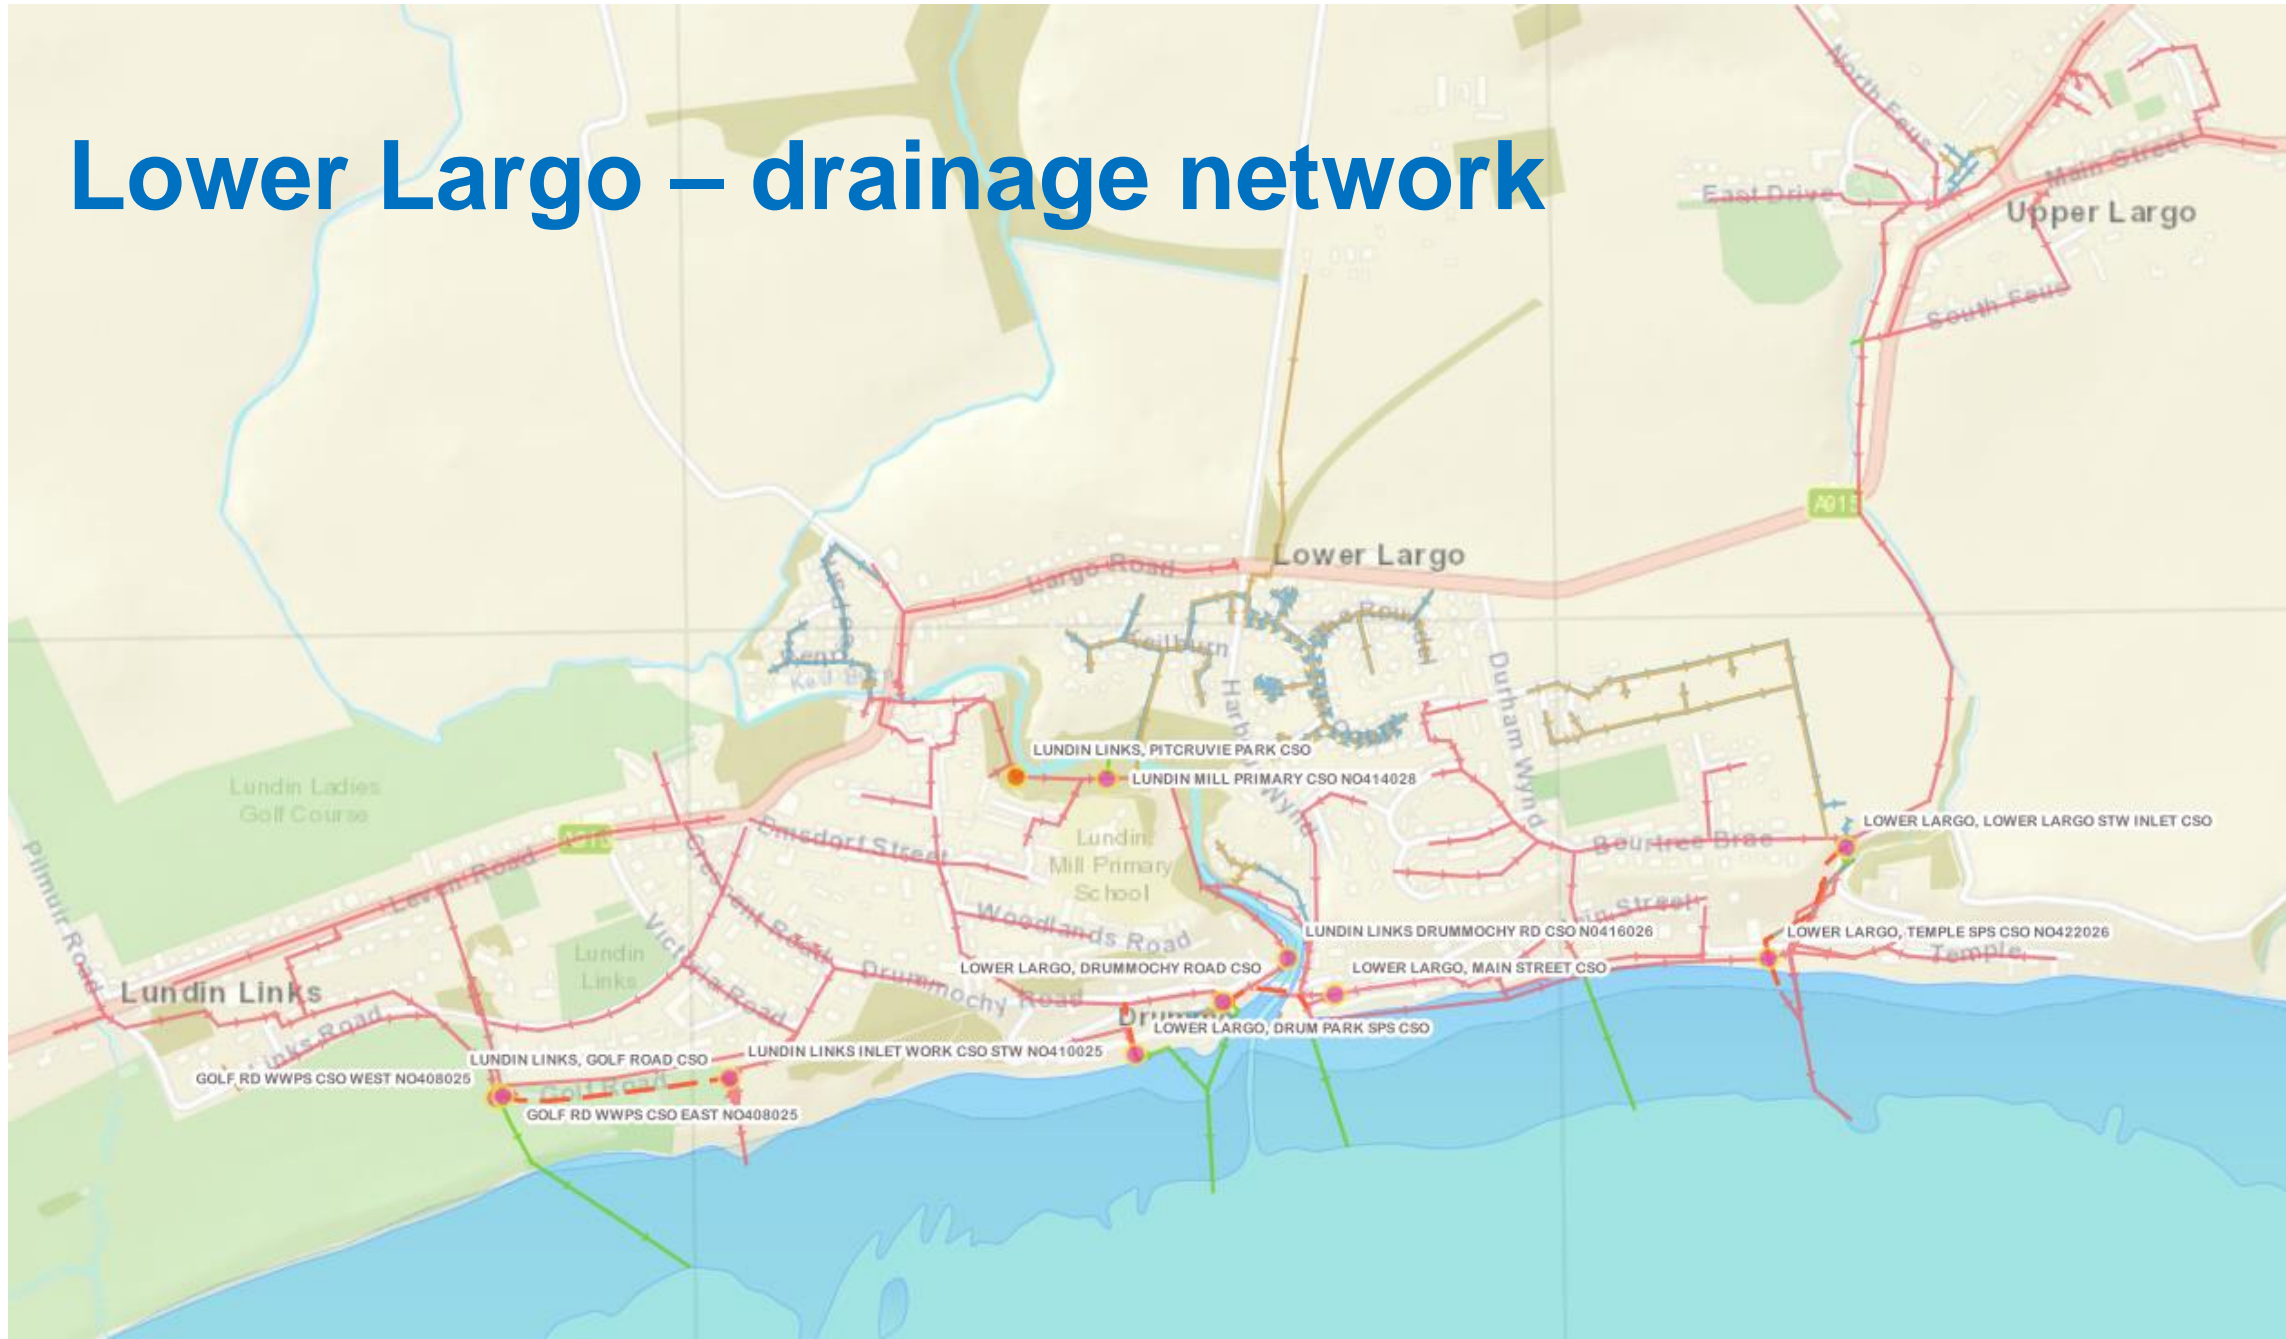 Lower Largo – drainage network
North Feus
Main Street
East Drive
Upper Largo
South Feus
A915
Lower Largo
Largo Road
Keilburn
Durham Wynd
LUNDIN LINKS, PITCRUVIE PARK CSO
LUNDIN MILL PRIMARY CSO NO414028
Lundin Ladies
Golf Course
Emsdorf Street
Lundin
Mill Primary
School
Bourtree Brae
LOWER LARGO, LOWER LARGO STW INLET CSO
Pilmuir Road
Leven Road
Crescent Road
Victoria Road
Woodlands Road
Main Street
LUNDIN LINKS DRUMMOCHY RD CSO N0416026
LOWER LARGO, TEMPLE SPS CSO NO422026
Temple
Lundin
Links
LOWER LARGO, DRUMMOCHY ROAD CSO
LOWER LARGO, MAIN STREET CSO
Drummochy Road
Lundin Links
Links Road
LOWER LARGO, DRUM PARK SPS CSO
LUNDIN LINKS, GOLF ROAD CSO
LUNDIN LINKS INLET WORK CSO STW NO410025
GOLF RD WWPS CSO WEST NO408025
Golf Road
GOLF RD WWPS CSO EAST NO408025